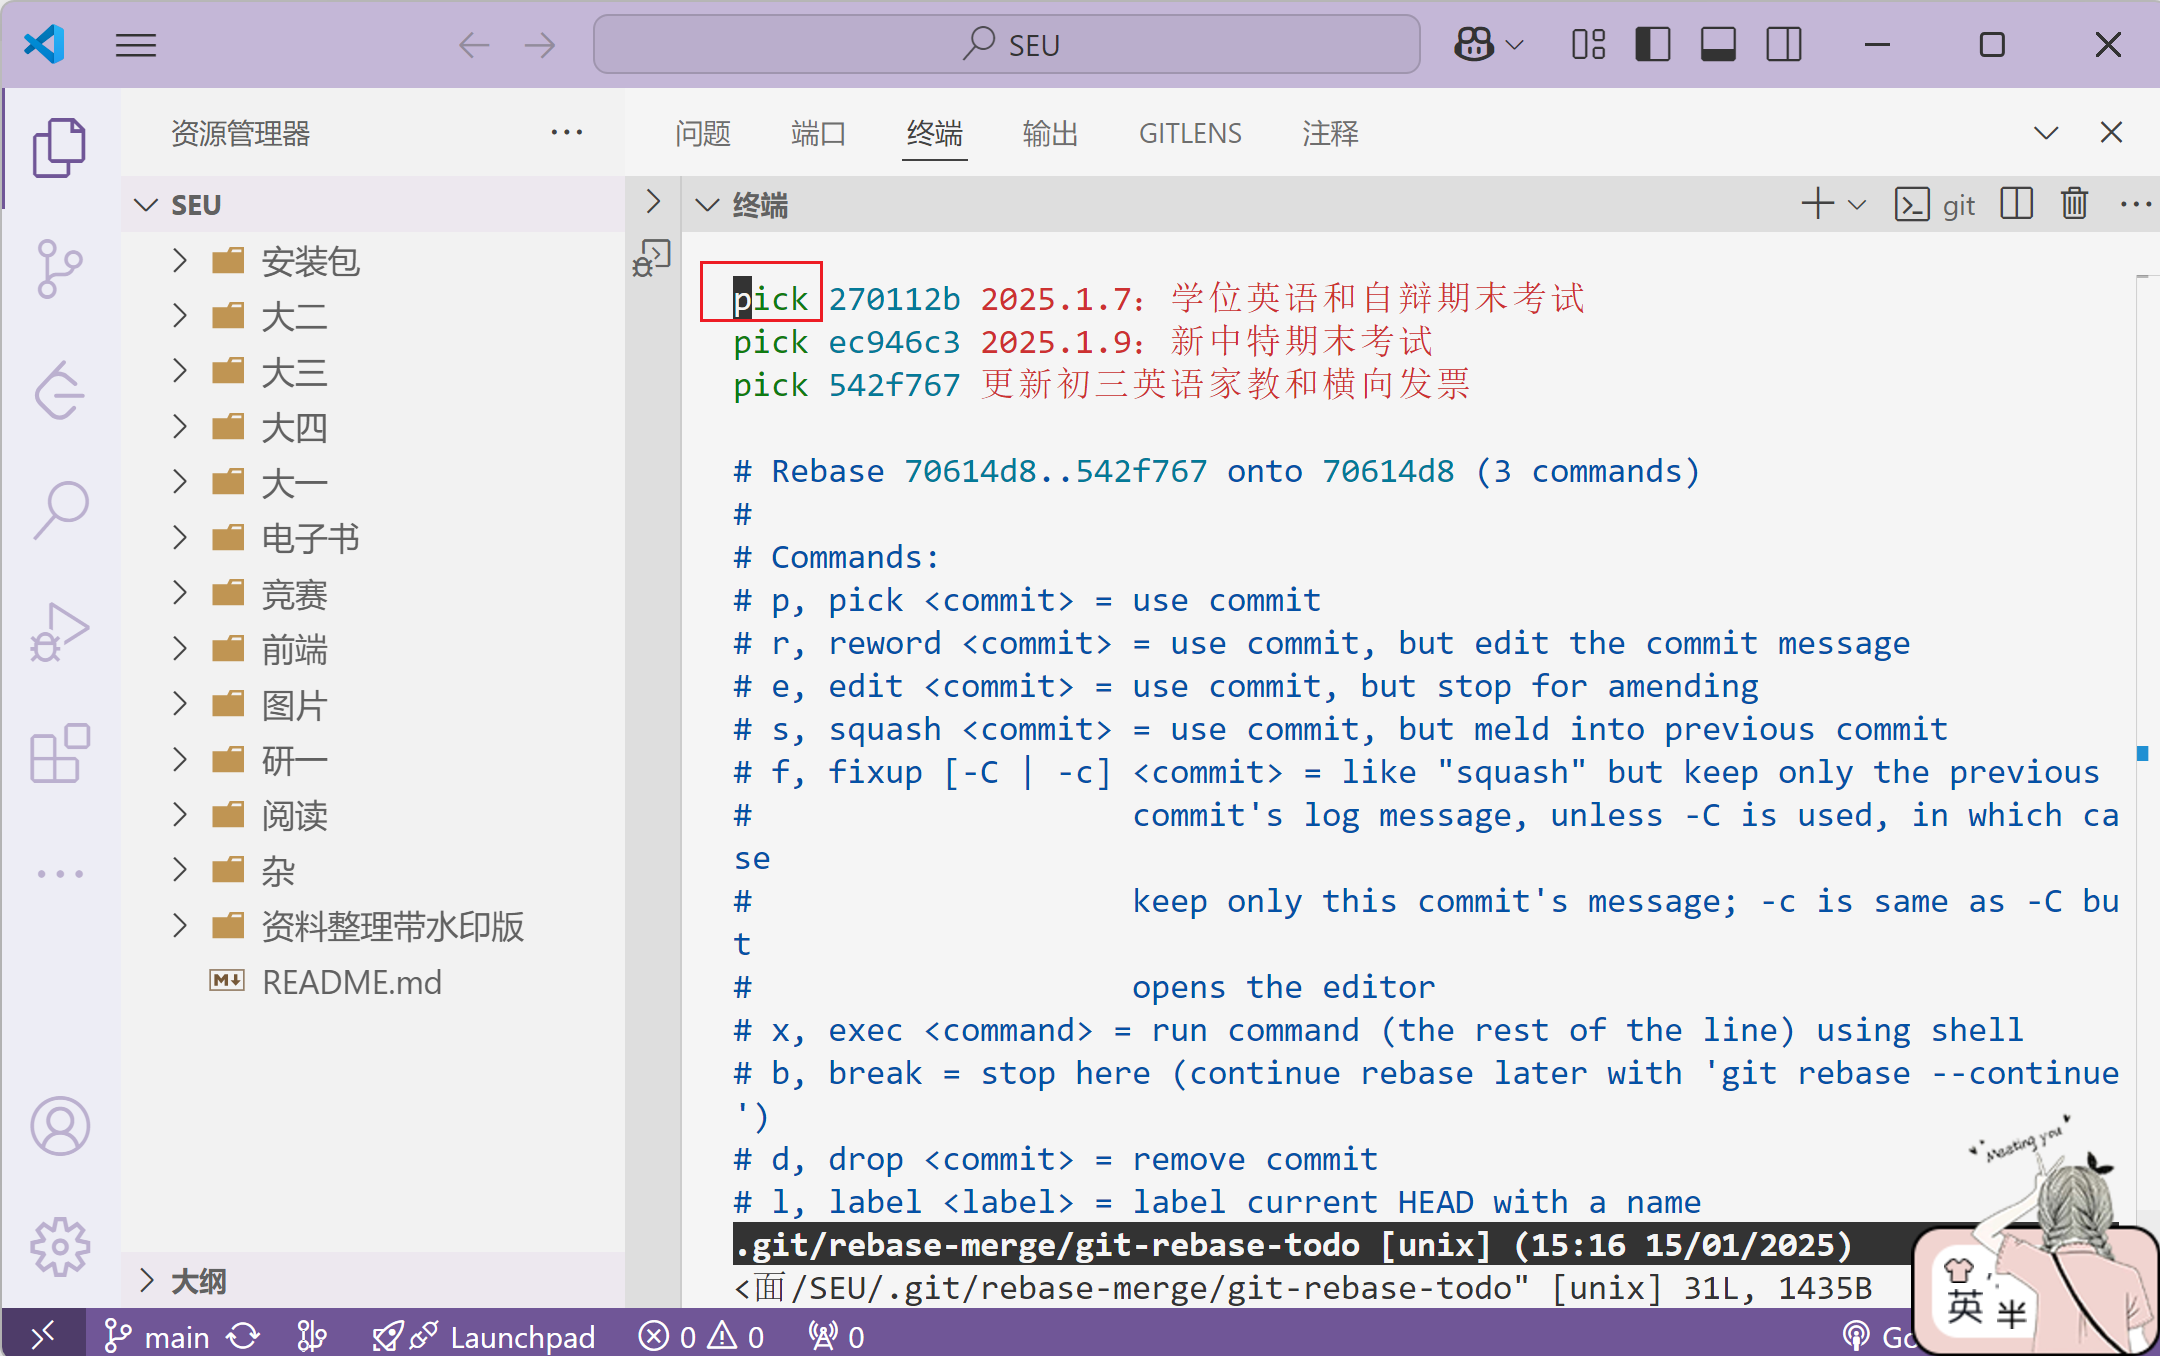 SEU
资源管理器
问题 端口 终端 输出 GITLENS 注释
SEU
终端
git
安装包
大二
大三
大四
大一
电子书
竞赛
前端
图片
研一
阅读
杂
资料整理带水印版
README.md
大纲
pick 270112b 2025.1.7：学位英语和自辩期末考试
pick ec946c3 2025.1.9：新中特期末考试
pick 542f767 更新初三英语家教和横向发票
# Rebase 70614d8..542f767 onto 70614d8 (3 commands)
#
# Commands:
# p, pick <commit> = use commit
# r, reword <commit> = use commit, but edit the commit message
# e, edit <commit> = use commit, but stop for amending
# s, squash <commit> = use commit, but meld into previous commit
# f, fixup [-C | -c] <commit> = like "squash" but keep only the previous
# commit's log message, unless -C is used, in which ca
se
# keep only this commit's message; -c is same as -C bu
t
# opens the editor
# x, exec <command> = run command (the rest of the line) using shell
# b, break = stop here (continue rebase later with 'git rebase --continue
')
# d, drop <commit> = remove commit
# l, label <label> = label current HEAD with a name
.git/rebase-merge/git-rebase-todo [unix] (15:16 15/01/2025)
<面/SEU/.git/rebase-merge/git-rebase-todo" [unix] 31L, 1435B
Meeting you
英 半
main Launchpad 0 0 0 Go